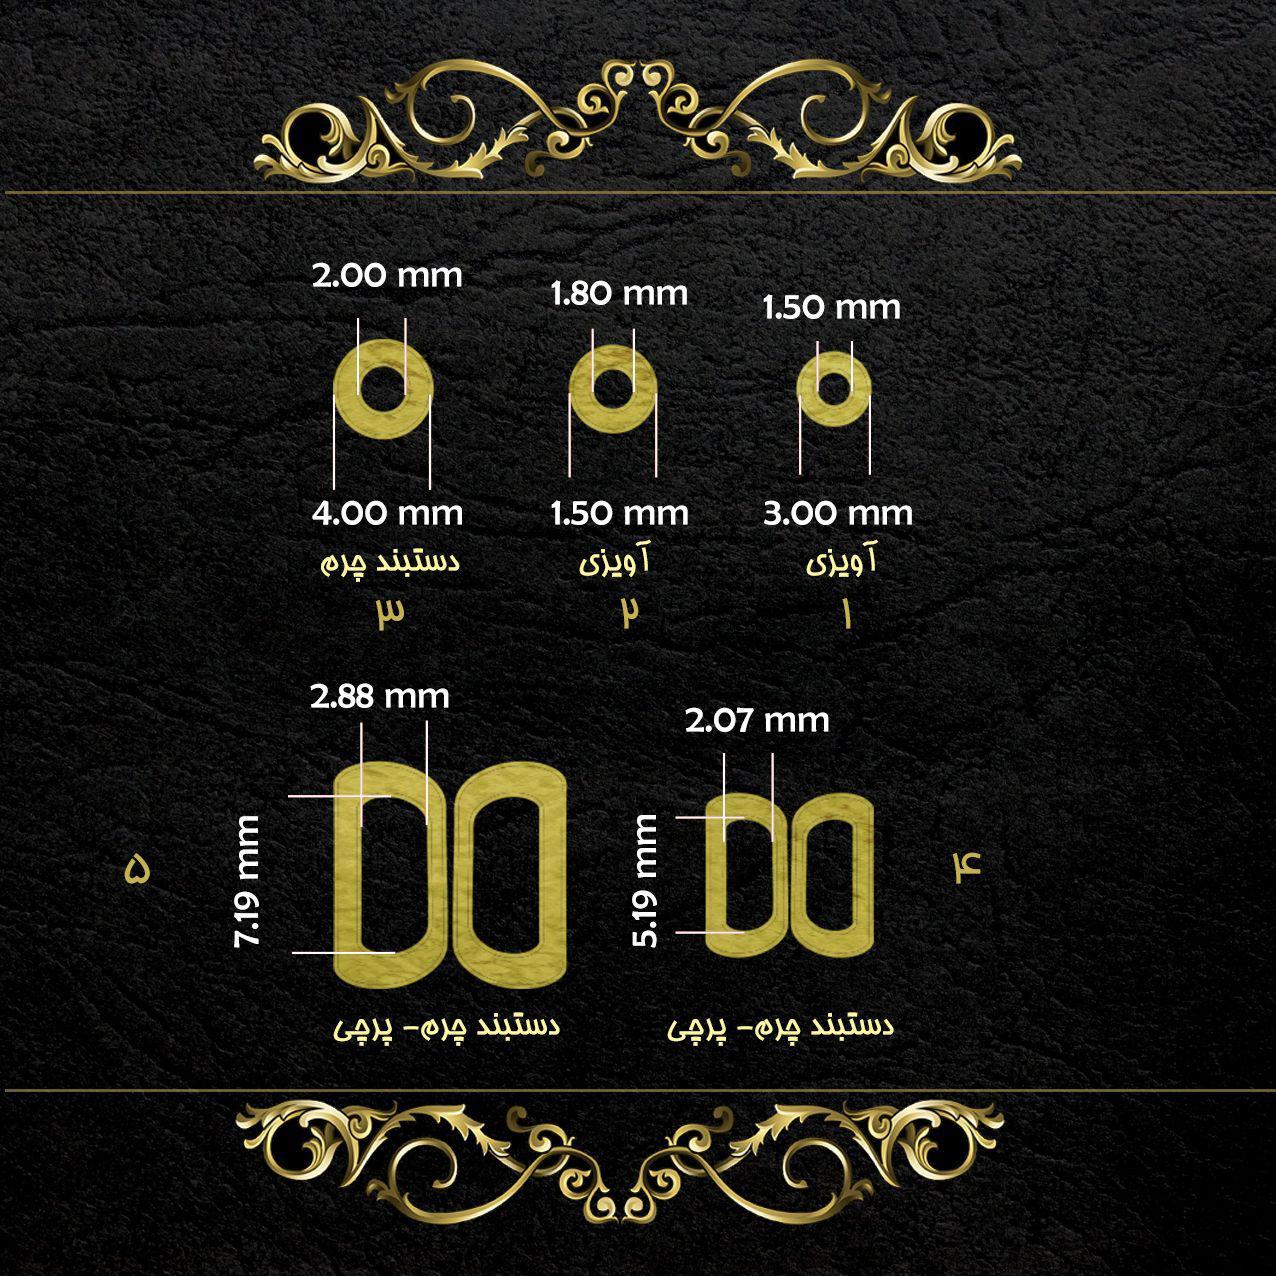 1.50 mm
3.00 mm
آویزی
۱
1.80 mm
1.50 mm
آویزی
۲
2.00 mm
4.00 mm
دستبند چرم
۳
2.07 mm
5.19 mm
۴
دستبند چرم- پرچی
2.88 mm
7.19 mm
۵
دستبند چرم- پرچی